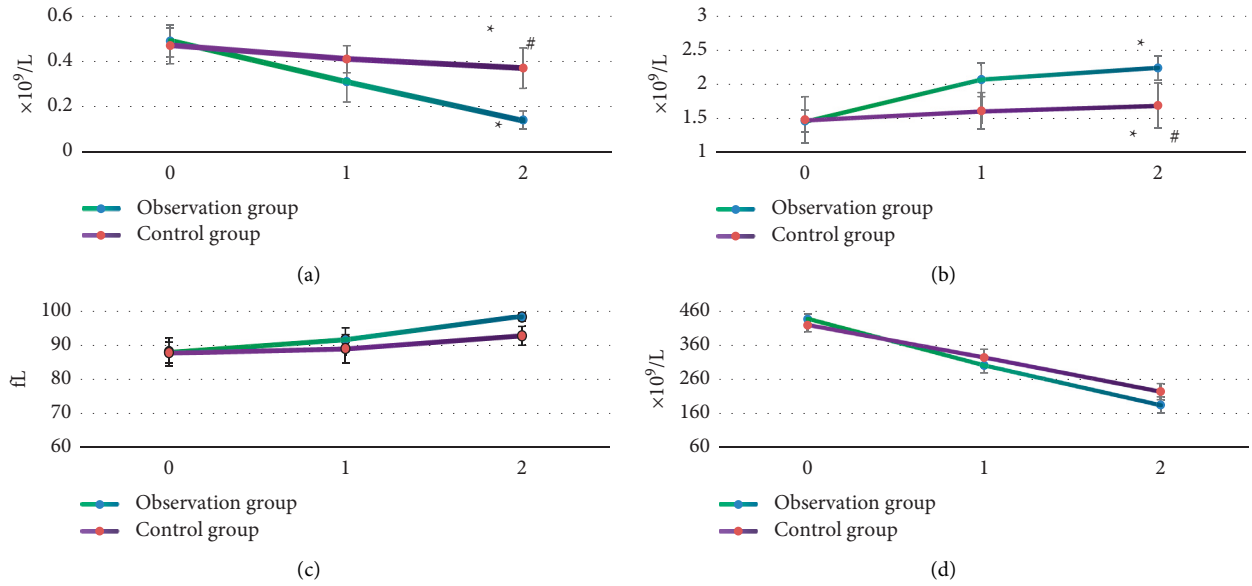 0.6
0.4
0.2
0
×10⁹/L
*
#
*
0 1 2
Observation group
Control group
(a)
3
2.5
2
1.5
1
×10⁹/L
*
*
#
0 1 2
Observation group
Control group
(b)
100
90
80
70
60
fL
0 1 2
Observation group
Control group
(c)
460
360
260
160
60
×10⁹/L
0 1 2
Observation group
Control group
(d)